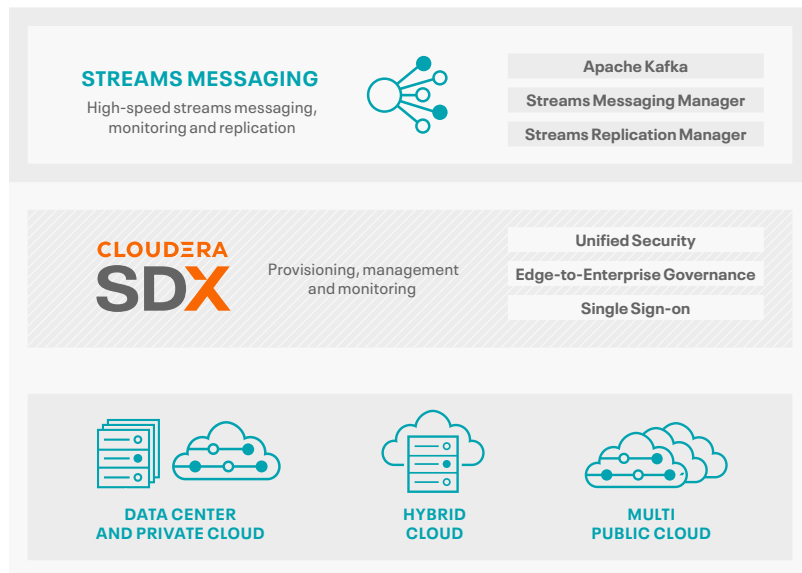 STREAMS MESSAGING
High-speed streams messaging,
monitoring and replication
Apache Kafka
Streams Messaging Manager
Streams Replication Manager
CLOUDERA
SDX
Provisioning, management
and monitoring
Unified Security
Edge-to-Enterprise Governance
Single Sign-on
DATA CENTER
AND PRIVATE CLOUD
HYBRID
CLOUD
MULTI
PUBLIC CLOUD